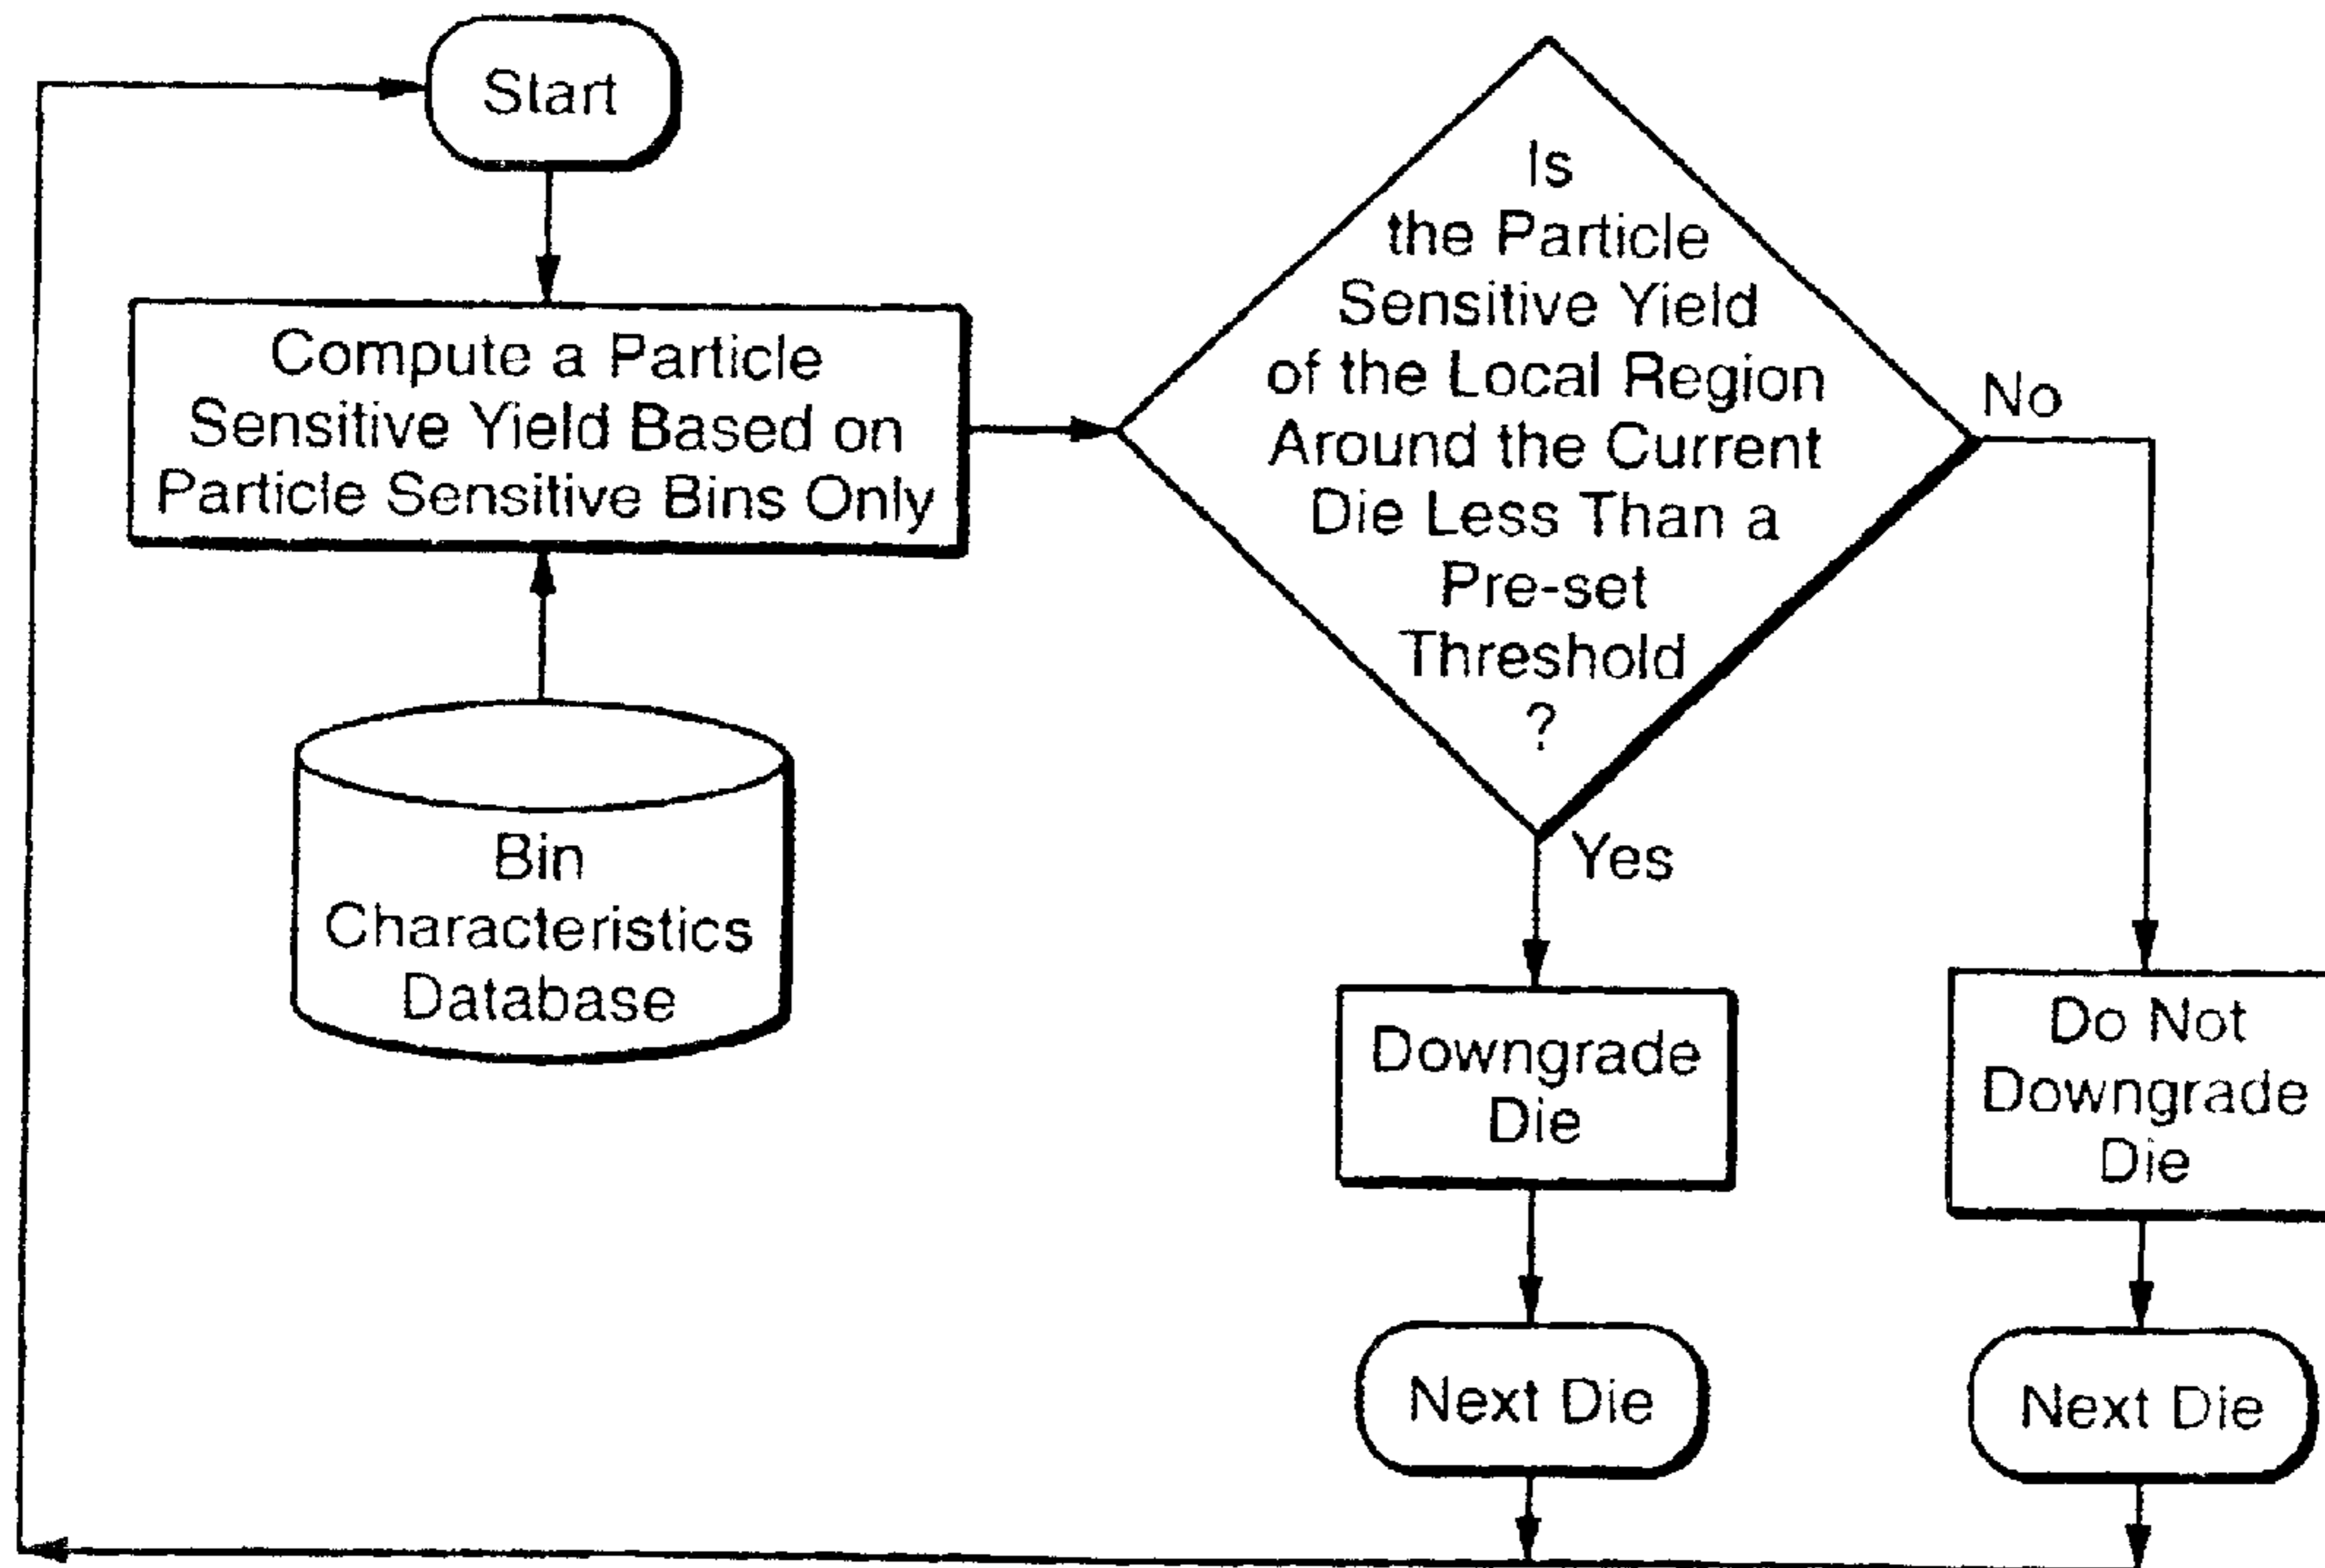 Start
Compute a Particle
Sensitive Yield Based on
Particle Sensitive Bins Only
Bin
Characteristics
Database
Is
the Particle
Sensitive Yield
of the Local Region
Around the Current
Die Less Than a
Pre-set
Threshold
?
No
Yes
Downgrade
Die
Do Not
Downgrade
Die
Next Die
Next Die